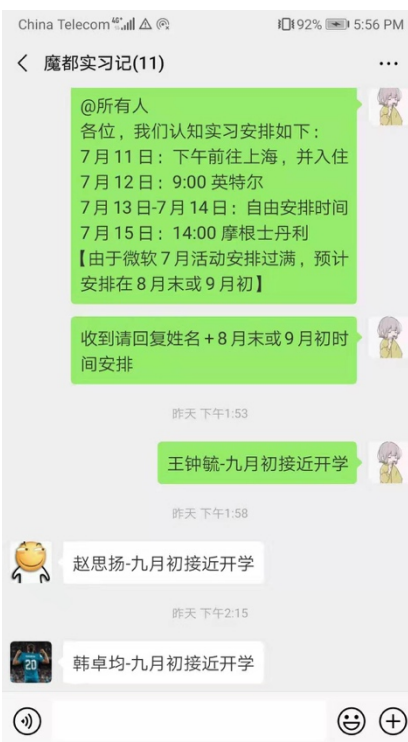 China Telecom 4G 92% 5:56 PM
魔都实习记(11)
@所有人
各位，我们认知实习安排如下：
7月11日：下午前往上海，并入住
7月12日：9:00 英特尔
7月13日-7月14日：自由安排时间
7月15日：14:00 摩根士丹利
【由于微软7月活动安排过满，预计
安排在8月末或9月初】
收到请回复姓名+8月末或9月初时
间安排
昨天 下午1:53
王钟毓-九月初接近开学
昨天 下午1:58
赵思扬-九月初接近开学
昨天 下午2:15
20
韩卓均-九月初接近开学